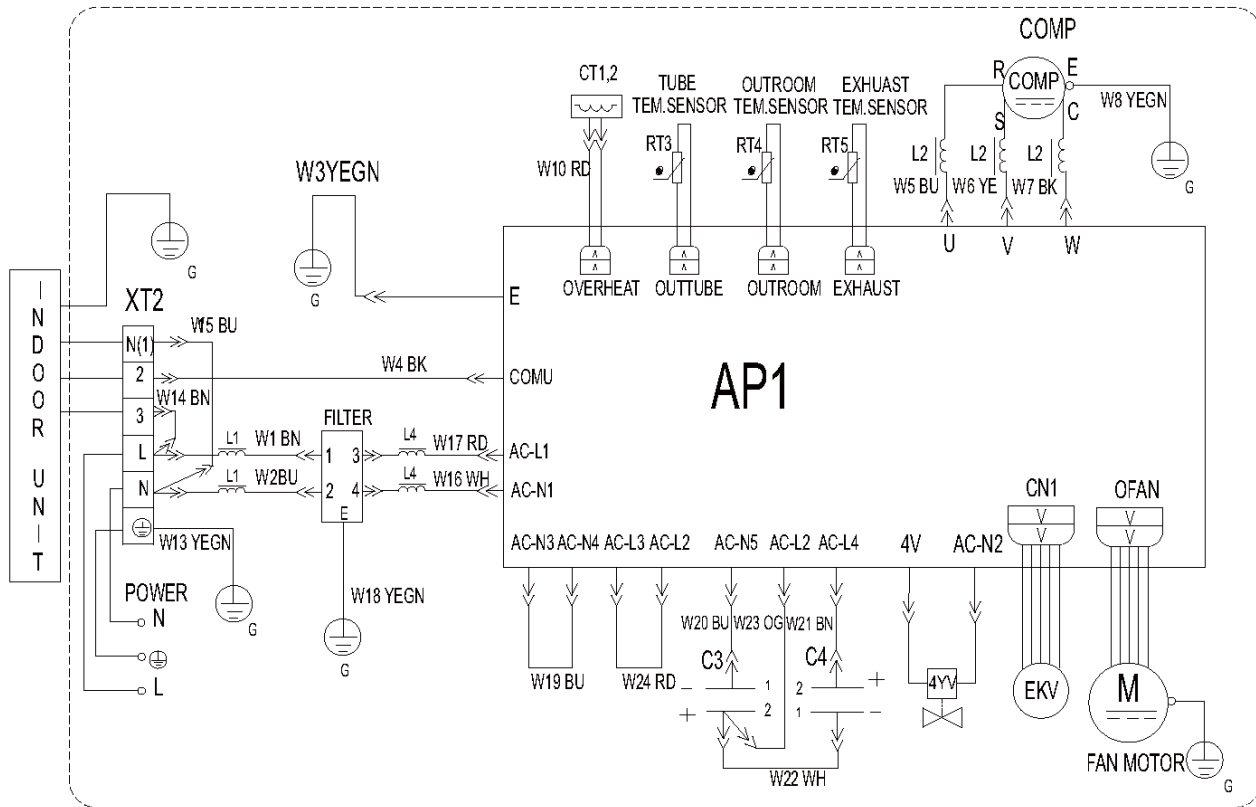 COMP
CT1,2
TUBE
TEM.SENSOR
OUTROOM
TEM.SENSOR
EXHUAST
TEM.SENSOR
R
COMP
E
W8 YEGN
S
C
RT3
RT4
RT5
L2
L2
L2
W10 RD
W5 BU
W6 YE
W7 BK
G
W3YEGN
G
G
U
V
W
OVERHEAT
OUTTUBE
OUTROOM
EXHAUST
INDOOR UNIT
XT2
E
W15 BU
N(1)
2
W4 BK
COMU
AP1
W14 BN
3
FILTER
L
L1
W1 BN
1
3
L4
W17 RD
AC-L1
N
L1
W2BU
2
4
L4
W16 WH
AC-N1
E
CN1
OFAN
V
V
W13 YEGN
AC-N3
AC-N4
AC-L3
AC-L2
AC-N5
AC-L2
AC-L4
4V
AC-N2
POWER
N
G
W18 YEGN
G
L
W20 BU
W23 OG
W21 BN
C3
C4
W19 BU
W24 RD
-
1
2
+
+
2
1
-
4YV
EKV
M
W22 WH
FAN MOTOR
G